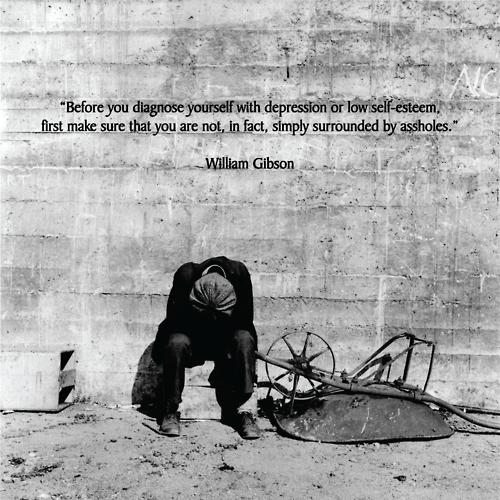 NO
“Before you diagnose yourself with depression or low self-esteem,
first make sure that you are not, in fact, simply surrounded by assholes.”
William Gibson